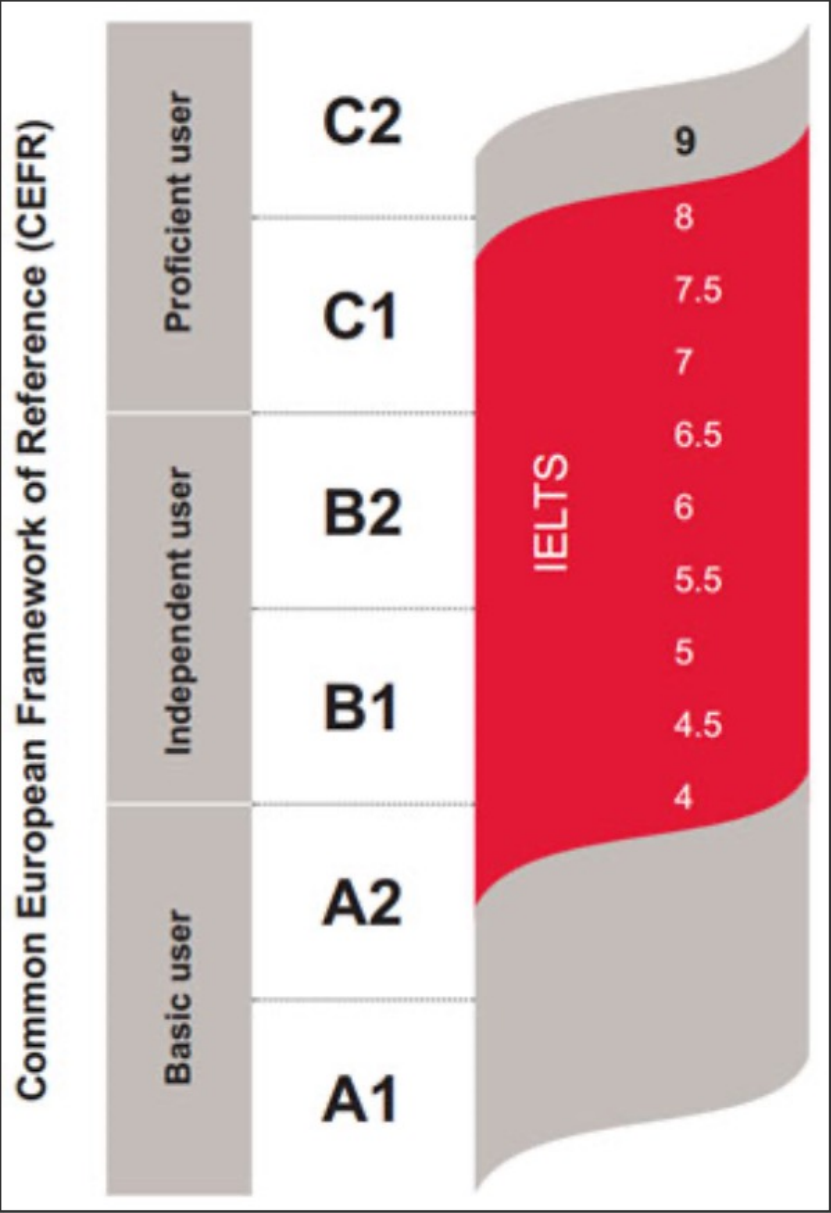 Common European Framework of Reference (CEFR)
Proficient user
C2
C1
Independent user
B2
B1
Basic user
A2
A1
IELTS
9
8
7.5
7
6.5
6
5.5
5
4.5
4